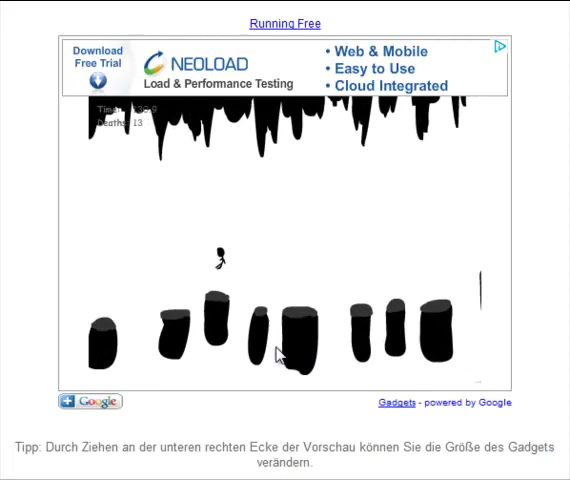 Running Free
Download
Free Trial
NEOLOAD
Load & Performance Testing
• Web & Mobile
• Easy to Use
• Cloud Integrated
Time:
Deaths: 13
Google
Gadgets - powered by Google
Tipp: Durch Ziehen an der unteren rechten Ecke der Vorschau können Sie die Größe des Gadgets
verändern.